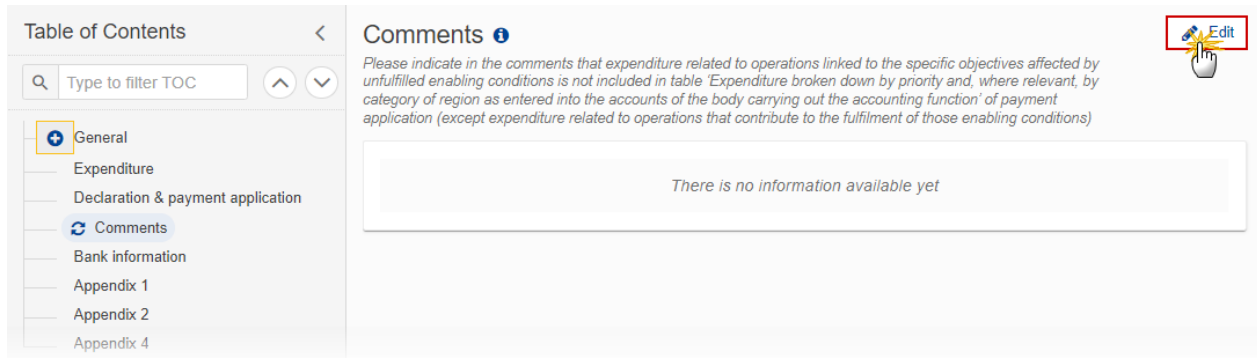 Table of Contents
Type to filter TOC
General
Expenditure
Declaration & payment application
Comments
Bank information
Appendix 1
Appendix 2
Appendix 4
Comments
Edit
Please indicate in the comments that expenditure related to operations linked to the specific objectives affected by
unfulfilled enabling conditions is not included in table 'Expenditure broken down by priority and, where relevant, by
category of region as entered into the accounts of the body carrying out the accounting function' of payment
application (except expenditure related to operations that contribute to the fulfilment of those enabling conditions)
There is no information available yet